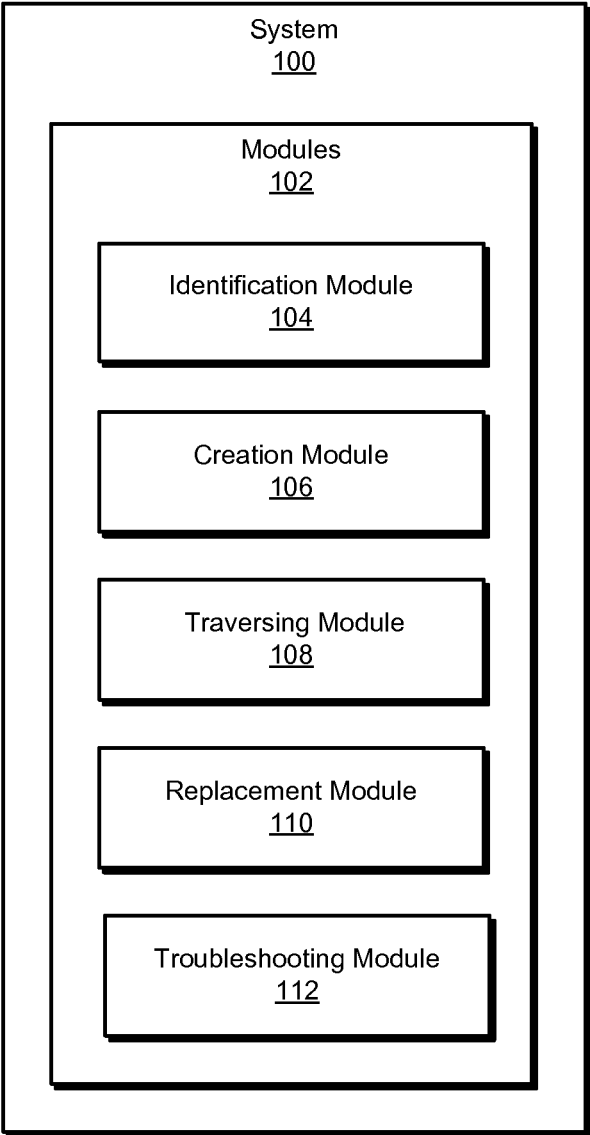 System
100
Modules
102
Identification Module
104
Creation Module
106
Traversing Module
108
Replacement Module
110
Troubleshooting Module
112